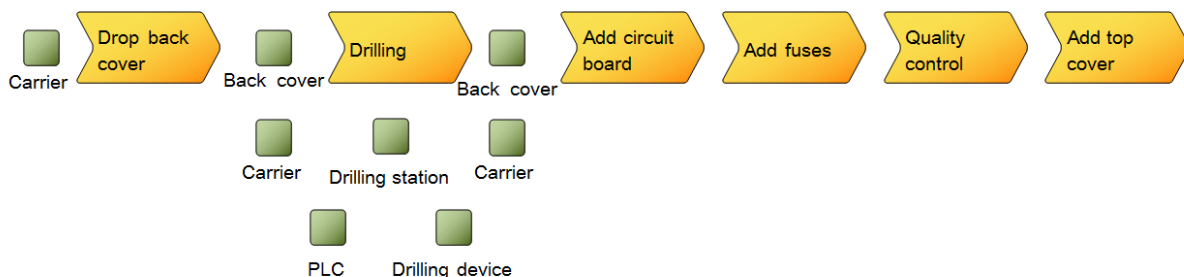 Carrier
Drop back
cover
Back cover
Drilling
Back cover
Add circuit
board
Add fuses
Quality
control
Add top
cover
Carrier
Drilling station
Carrier
PLC
Drilling device